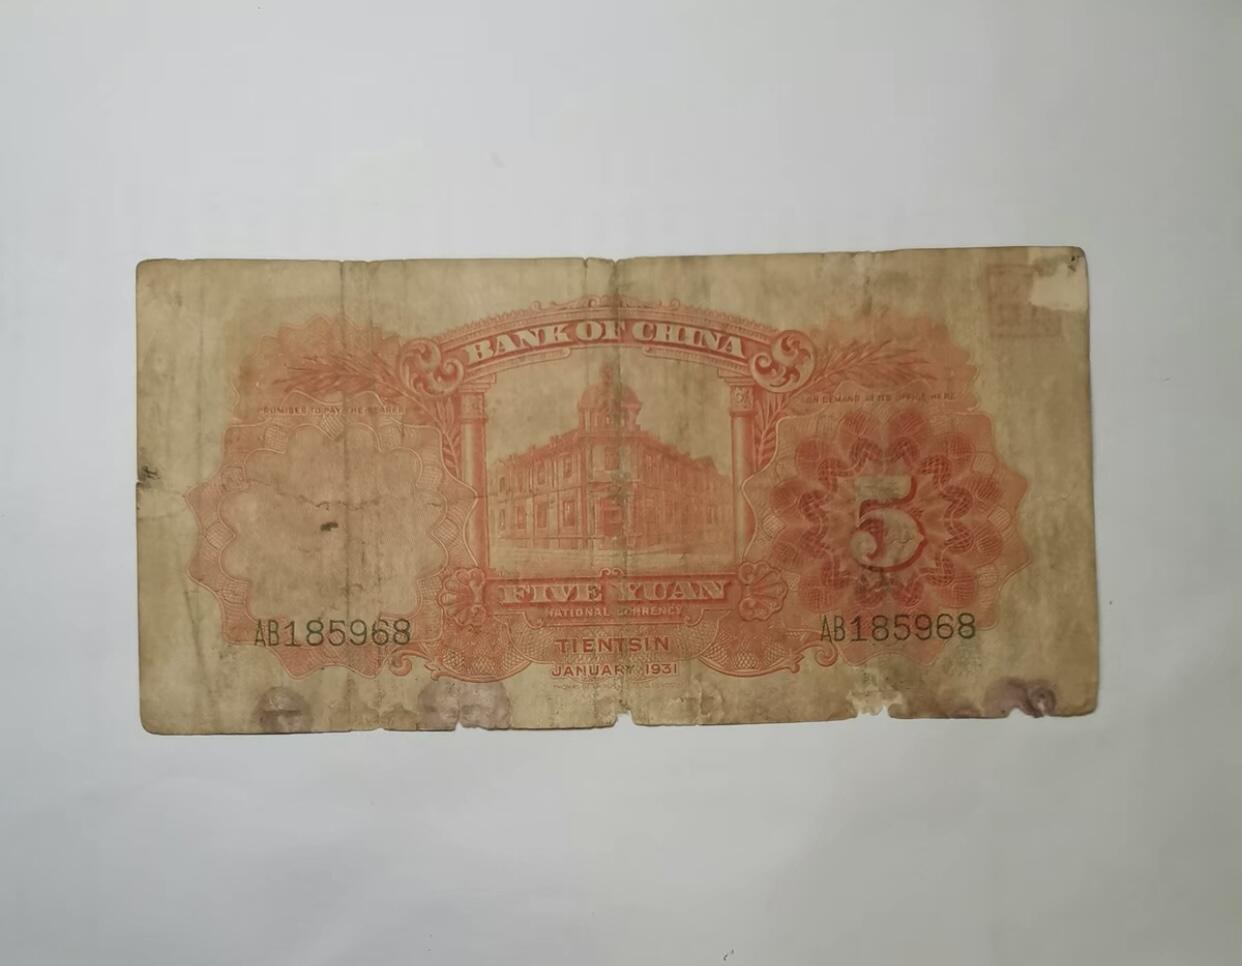 BANK OF CHINA
PROMISES TO PAY THE BEARER
ON DEMAND AT ITS OFFICE HERE
5
FIVE YUAN
NATIONAL CURRENCY
AB185968
AB185968
TIENTSIN
JANUARY 1931